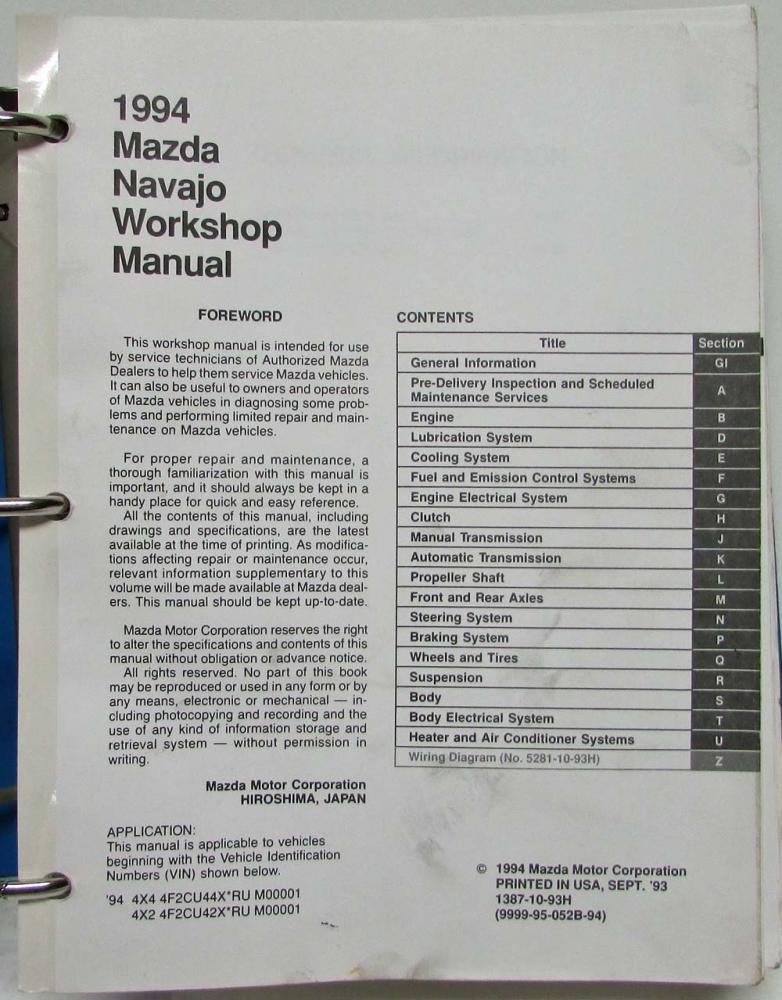 1994
Mazda
Navajo
Workshop
Manual
FOREWORD
This workshop manual is intended for use
by service technicians of Authorized Mazda
Dealers to help them service Mazda vehicles.
It can also be useful to owners and operators
of Mazda vehicles in diagnosing some prob-
lems and performing limited repair and main-
tenance on Mazda vehicles.
For proper repair and maintenance, a
thorough familiarization with this manual is
important, and it should always be kept in a
handy place for quick and easy reference.
All the contents of this manual, including
drawings and specifications, are the latest
available at the time of printing. As modifica-
tions affecting repair or maintenance occur,
relevant information supplementary to this
volume will be made available at Mazda deal-
ers. This manual should be kept up-to-date.
Mazda Motor Corporation reserves the right
to alter the specifications and contents of this
manual without obligation or advance notice.
All rights reserved. No part of this book
may be reproduced or used in any form or by
any means, electronic or mechanical — in-
cluding photocopying and recording and the
use of any kind of information storage and
retrieval system — without permission in
writing.
Mazda Motor Corporation
HIROSHIMA, JAPAN
APPLICATION:
This manual is applicable to vehicles
beginning with the Vehicle Identification
Numbers (VIN) shown below.
'94 4X4 4F2CU44X*RU M00001
4X2 4F2CU42X*RU M00001
CONTENTS
Title Section
General Information GI
Pre-Delivery Inspection and Scheduled
Maintenance Services A
Engine B
Lubrication System D
Cooling System E
Fuel and Emission Control Systems F
Engine Electrical System G
Clutch H
Manual Transmission J
Automatic Transmission K
Propeller Shaft L
Front and Rear Axles M
Steering System N
Braking System P
Wheels and Tires Q
Suspension R
Body S
Body Electrical System T
Heater and Air Conditioner Systems U
Wiring Diagram (No. 5281-10-93H) Z
© 1994 Mazda Motor Corporation
PRINTED IN USA, SEPT. '93
1387-10-93H
(9999-95-052B-94)